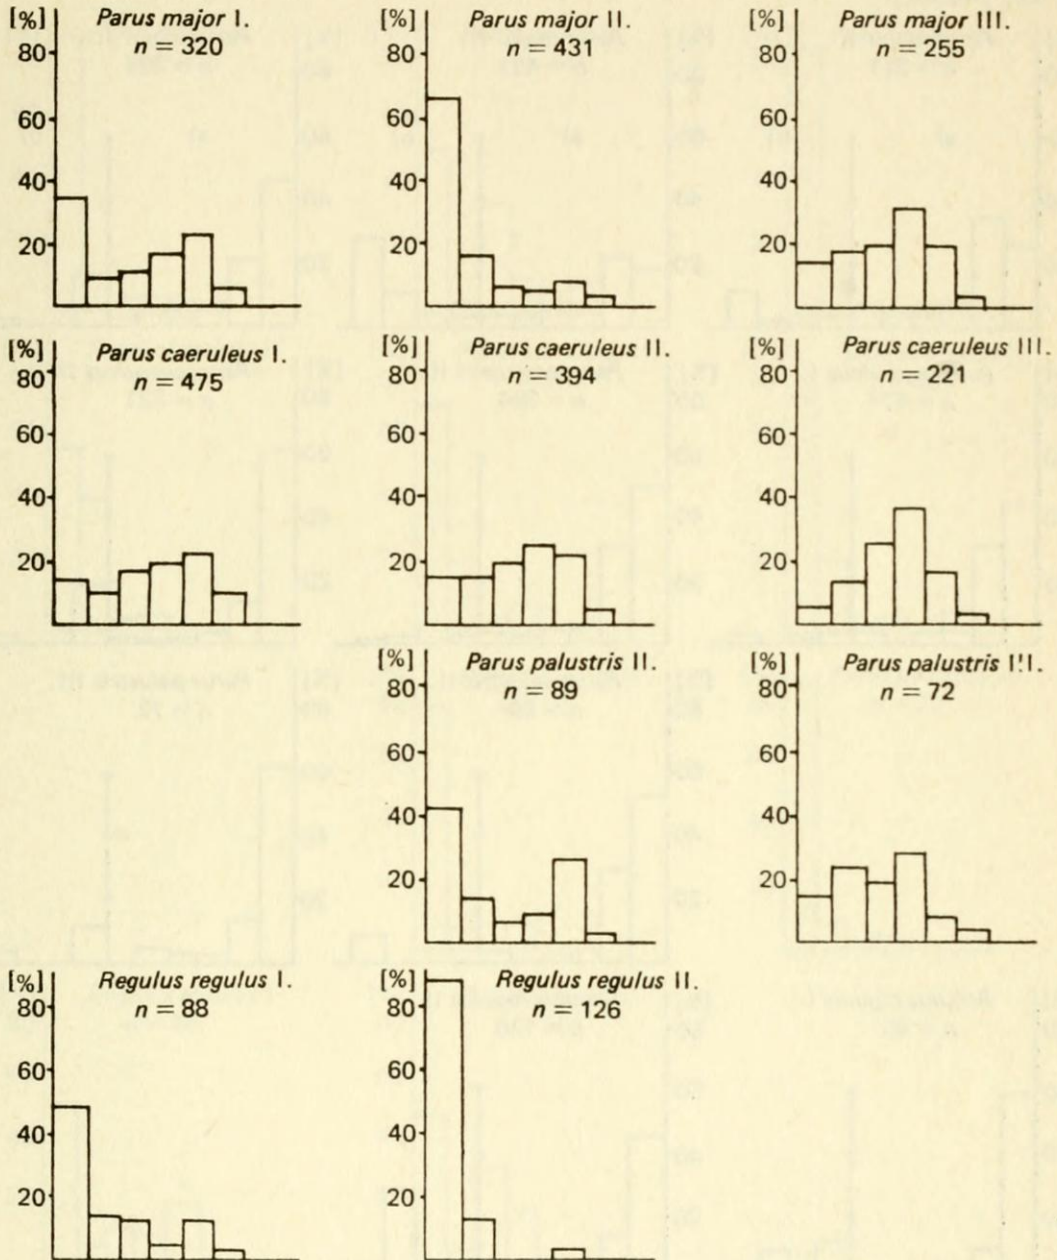 [%] Parus major I.
n = 320
80
60
40
20
[%] Parus major II.
n = 431
80
60
40
20
[%] Parus major III.
n = 255
80
60
40
20
[%] Parus caeruleus I.
n = 475
80
60
40
20
[%] Parus caeruleus II.
n = 394
80
60
40
20
[%] Parus caeruleus III.
n = 221
80
60
40
20
[%] Parus palustris II.
n = 89
80
60
40
20
[%] Parus palustris III.
n = 72
80
60
40
20
[%] Regulus regulus I.
n = 88
80
60
40
20
[%] Regulus regulus II.
n = 126
80
60
40
20